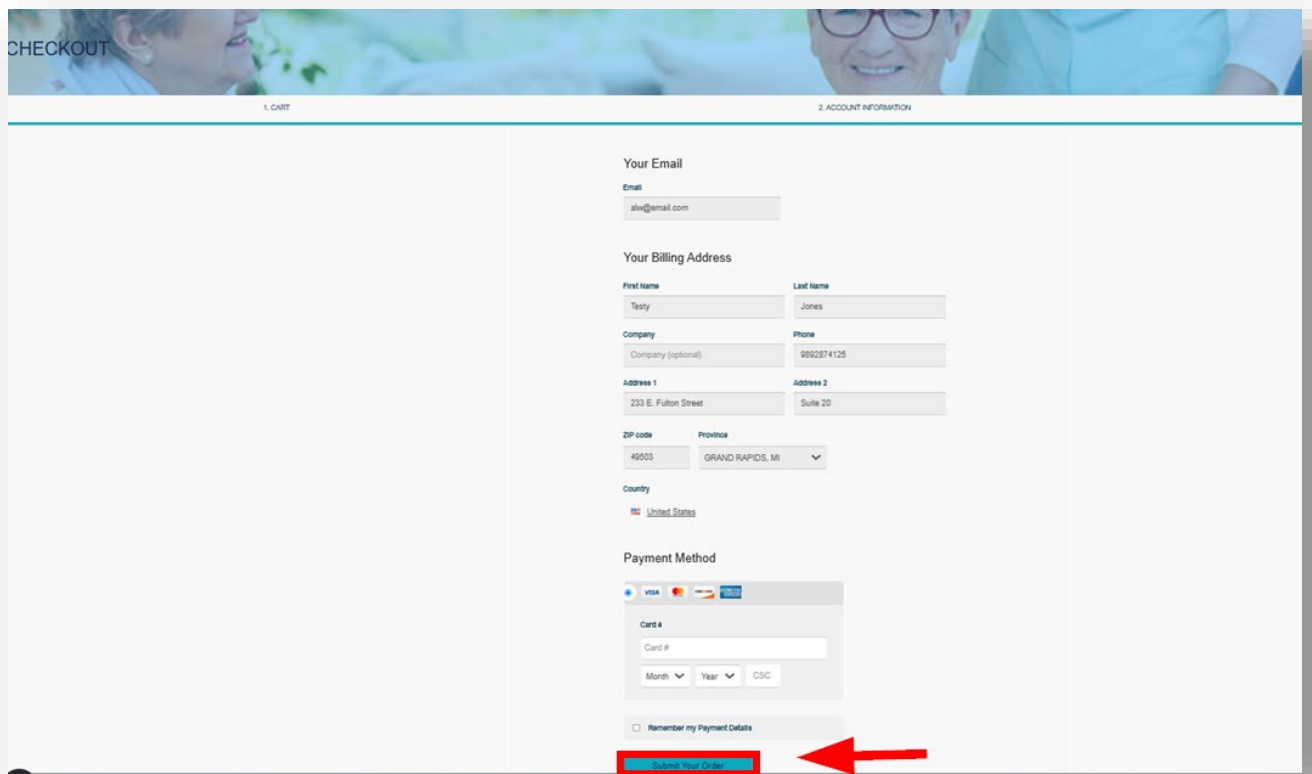 CHECKOUT
1. CART 2. ACCOUNT INFORMATION
Your Email
Email
alw@email.com
Your Billing Address
First Name Last Name
Testy Jones
Company Phone
Company (optional) 9892874125
Address 1 Address 2
233 E. Fulton Street Suite 20
ZIP code Province
49503 GRAND RAPIDS, MI
Country
United States
Payment Method
VISA
Card #
Card #
Month Year CSC
Remember my Payment Details
Submit Your Order